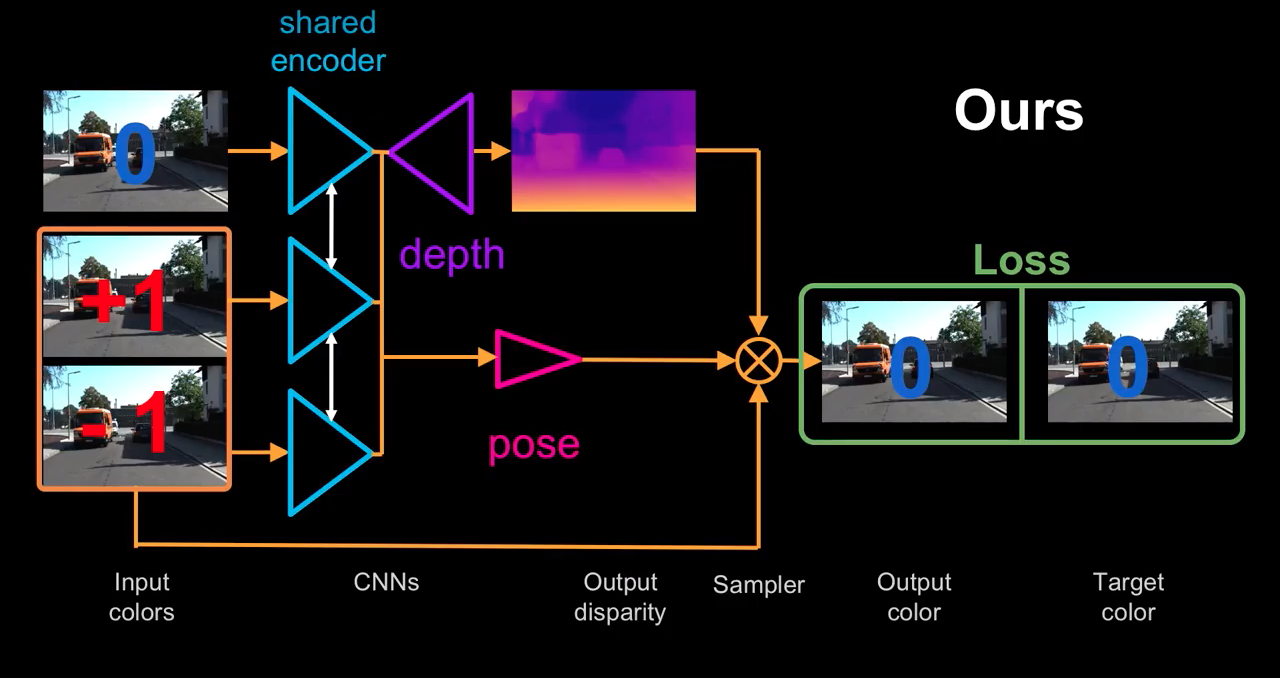 shared
encoder
Ours
0
+1
-1
depth
pose
Loss
0
0
Input
colors
CNNs
Output
disparity
Sampler
Output
color
Target
color